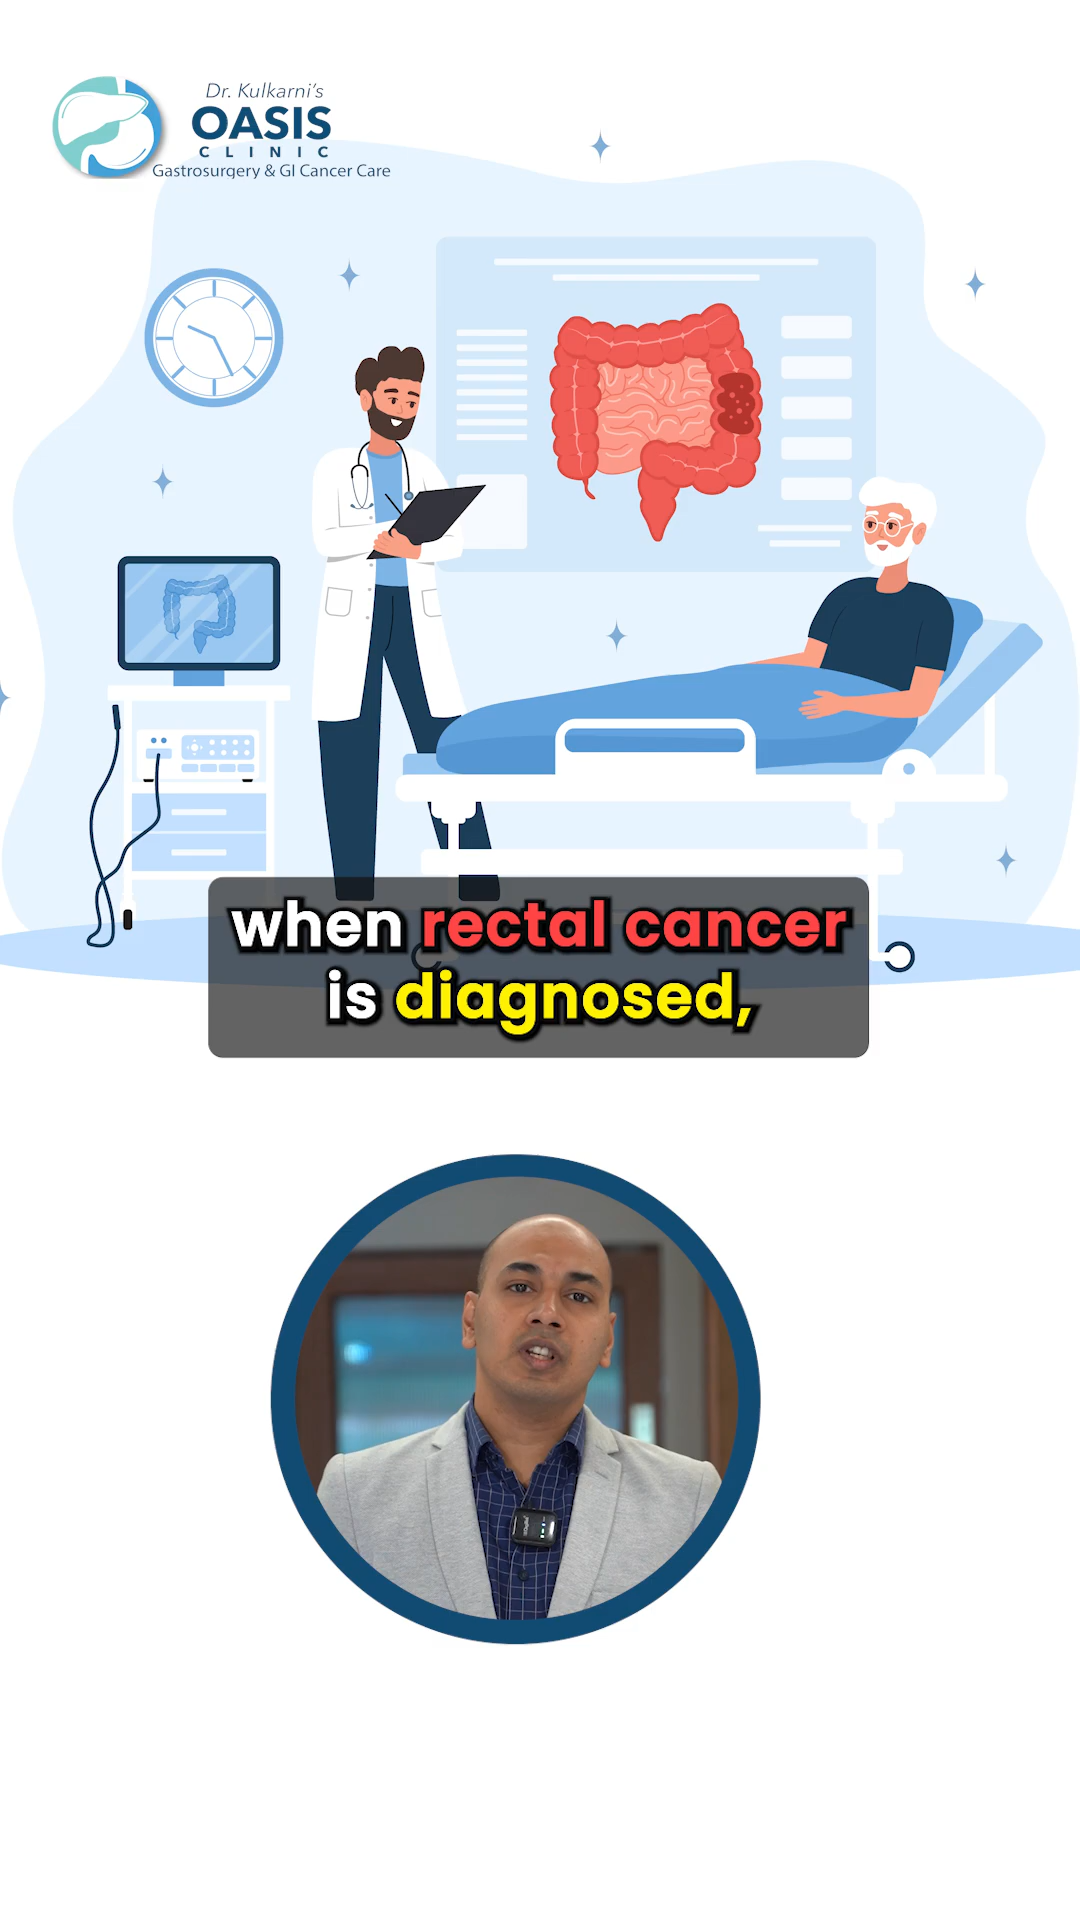 Dr. Kulkarni's
OASIS
CLINIC
Gastrosurgery & GI Cancer Care
when rectal cancer
is diagnosed,